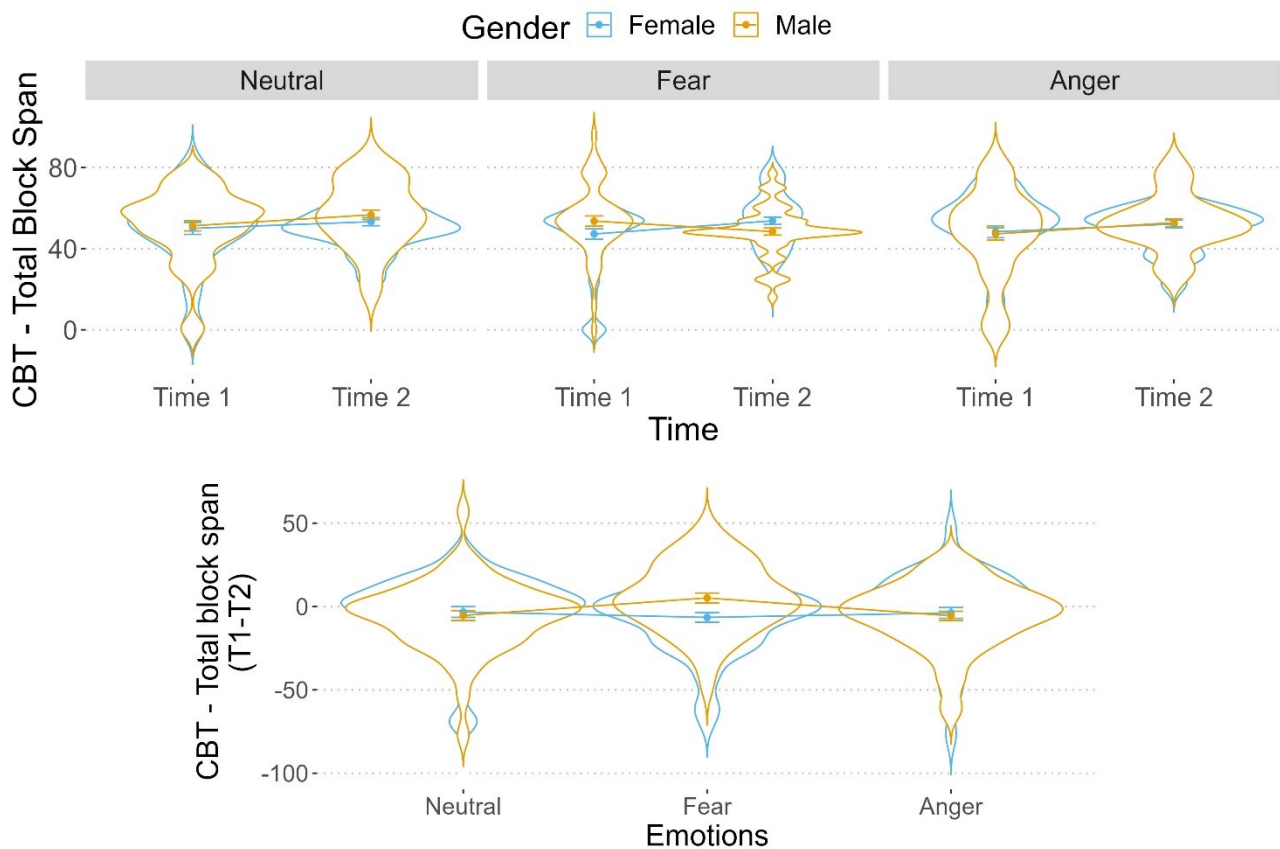 Gender Female Male
Neutral Fear Anger
CBT - Total Block Span
80
40
0
Time 1 Time 2 Time 1 Time 2 Time 1 Time 2
Time
CBT - Total block span
(T1-T2)
50
0
-50
-100
Neutral Fear Anger
Emotions